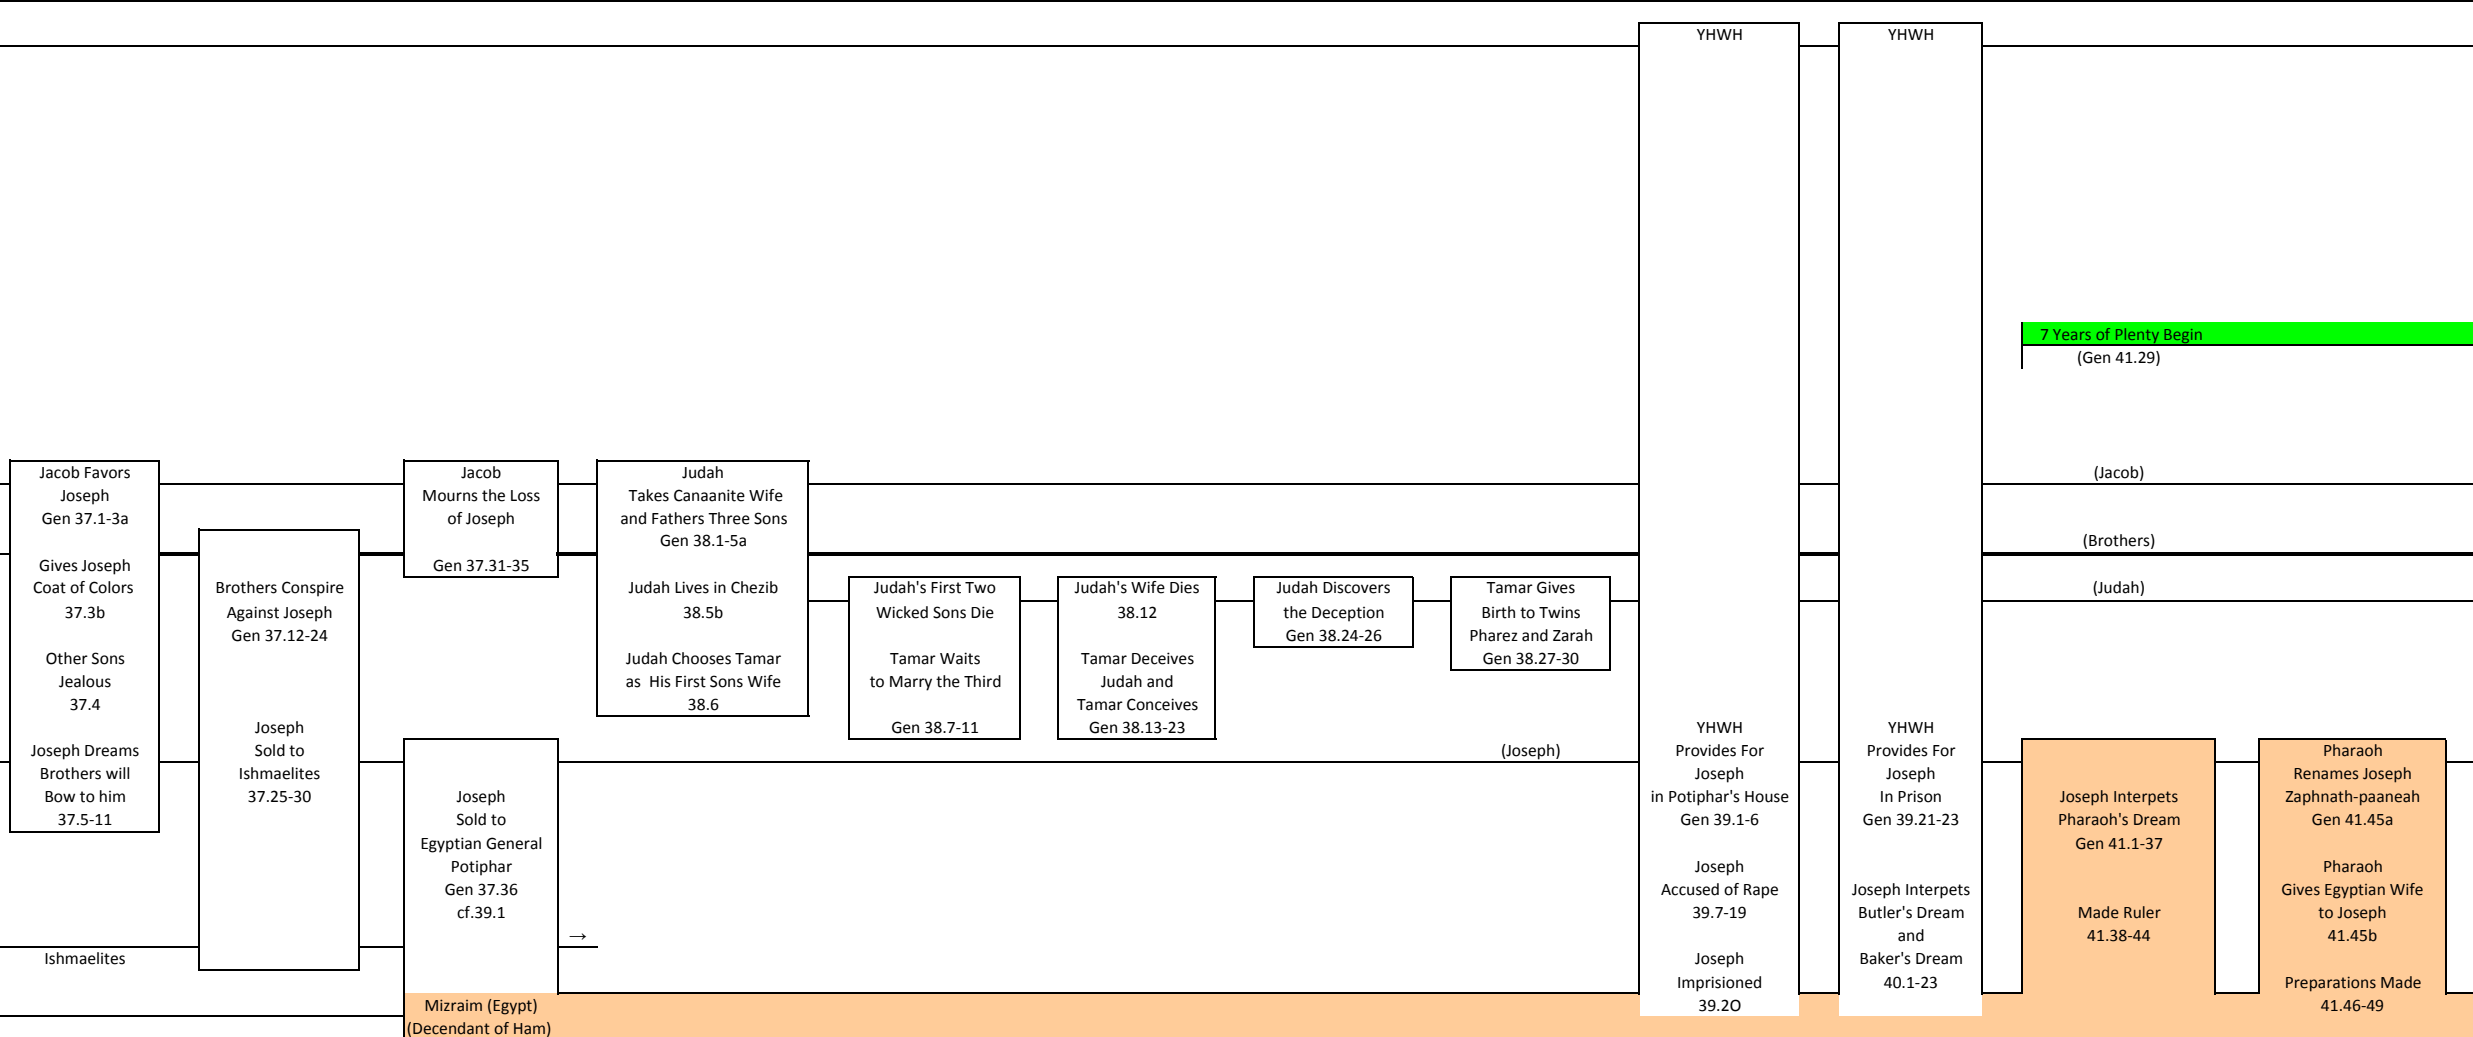 Jacob Favors
Joseph
Gen 37.1-3a
Gives Joseph
Coat of Colors
37.3b
Other Sons
Jealous
37.4
Joseph Dreams
Brothers will
Bow to him
37.5-11
Ishmaelites
Brothers Conspire
Against Joseph
Gen 37.12-24
Joseph
Sold to
Ishmaelites
37.25-30
Jacob
Mourns the Loss
of Joseph
Gen 37.31-35
Joseph
Sold to
Egyptian General
Potiphar
Gen 37.36
cf.39.1
→
Mizraim (Egypt)
(Decendant of Ham)
Judah
Takes Canaanite Wife
and Fathers Three Sons
Gen 38.1-5a
Judah Lives in Chezib
38.5b
Judah Chooses Tamar
as  His First Sons Wife
38.6
Judah's First Two
Wicked Sons Die
Tamar Waits
to Marry the Third
Gen 38.7-11
Judah's Wife Dies
38.12
Tamar Deceives
Judah and
Tamar Conceives
Gen 38.13-23
Judah Discovers
the Deception
Gen 38.24-26
Tamar Gives
Birth to Twins
Pharez and Zarah
Gen 38.27-30
(Joseph)
YHWH
YHWH
Provides For
Joseph
in Potiphar's House
Gen 39.1-6
Joseph
Accused of Rape
39.7-19
Joseph
Imprisioned
39.2O
YHWH
YHWH
Provides For
Joseph
In Prison
Gen 39.21-23
Joseph Interpets
Butler's Dream
and
Baker's Dream
40.1-23
7 Years of Plenty Begin
(Gen 41.29)
(Jacob)
(Brothers)
(Judah)
Joseph Interpets
Pharaoh's Dream
Gen 41.1-37
Made Ruler
41.38-44
Pharaoh
Renames Joseph
Zaphnath-paaneah
Gen 41.45a
Pharaoh
Gives Egyptian Wife
to Joseph
41.45b
Preparations Made
41.46-49